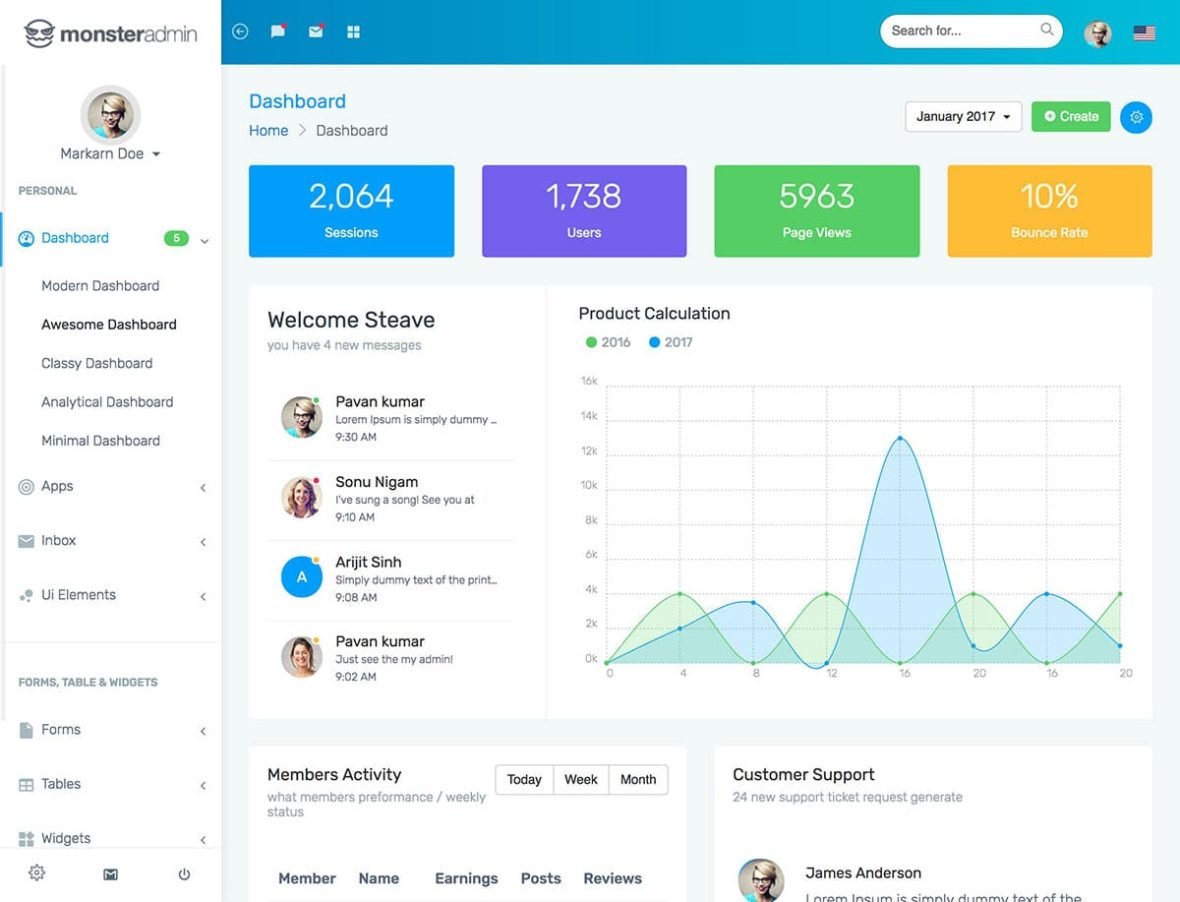 monsteradmin
Search for...
Markarn Doe
PERSONAL
Dashboard 5
Modern Dashboard
Awesome Dashboard
Classy Dashboard
Analytical Dashboard
Minimal Dashboard
Apps
Inbox
Ui Elements
FORMS, TABLE & WIDGETS
Forms
Tables
Widgets
Dashboard
Home > Dashboard
January 2017
Create
2,064
Sessions
1,738
Users
5963
Page Views
10%
Bounce Rate
Welcome Steave
you have 4 new messages
Pavan kumar
Lorem Ipsum is simply dummy ...
9:30 AM
Sonu Nigam
I've sung a song! See you at
9:10 AM
A
Arijit Sinh
Simply dummy text of the print...
9:08 AM
Pavan kumar
Just see the my admin!
9:02 AM
Product Calculation
2016 2017
16k
14k
12k
10k
8k
6k
4k
2k
0k
0 4 8 12 16 20 16 20
Members Activity
what members preformance / weekly
status
Today Week Month
Member Name Earnings Posts Reviews
Customer Support
24 new support ticket request generate
James Anderson
Lorem Ipsum is simply dummy text of the